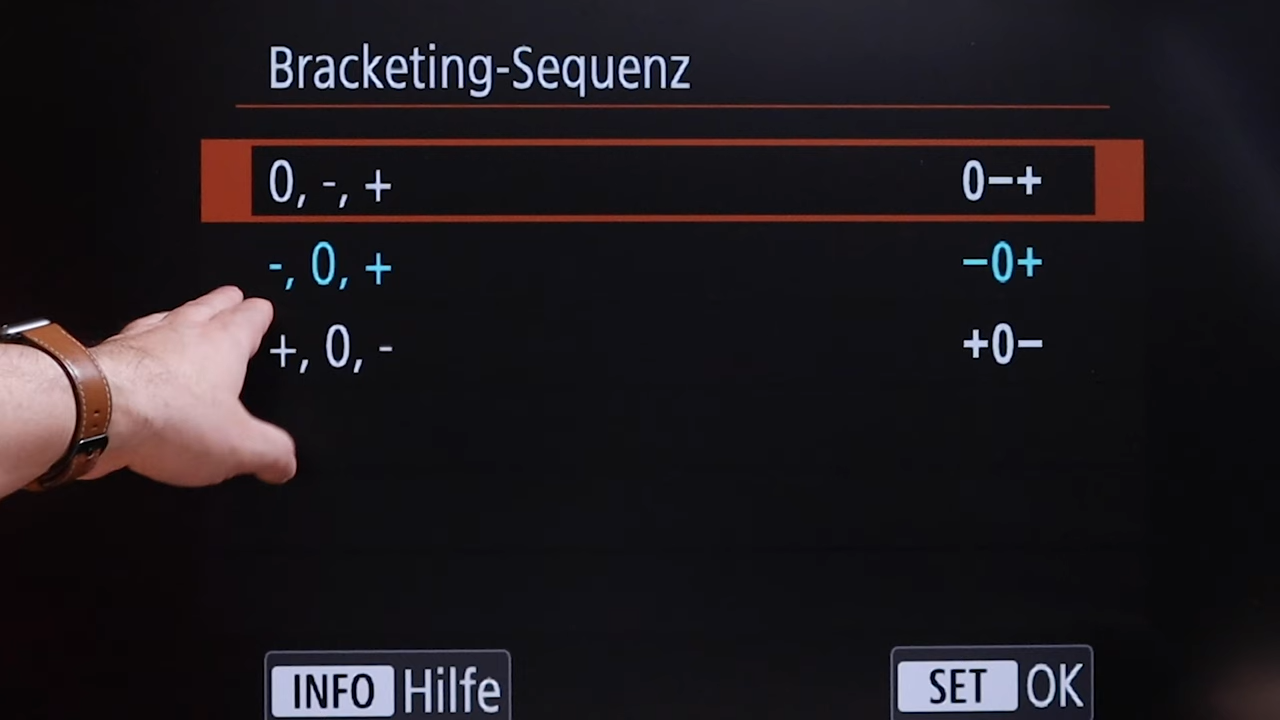 Bracketing-Sequenz
0, -, + 0−+
-, 0, + −0+
+, 0, - +0−
INFO Hilfe SET OK